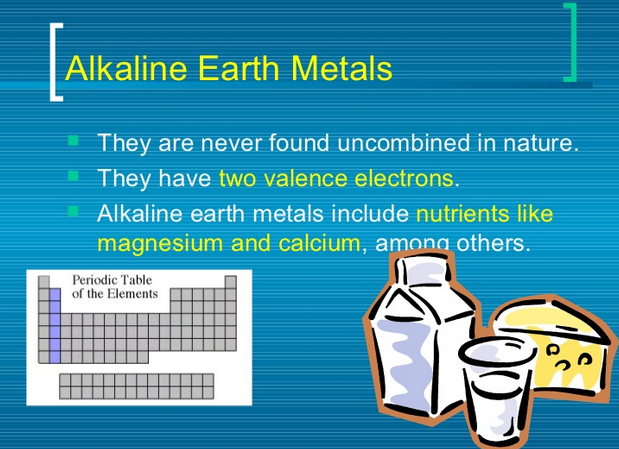 Alkaline Earth Metals
They are never found uncombined in nature.
They have two valence electrons.
Alkaline earth metals include nutrients like
magnesium and calcium, among others.
Periodic Table
of the Elements